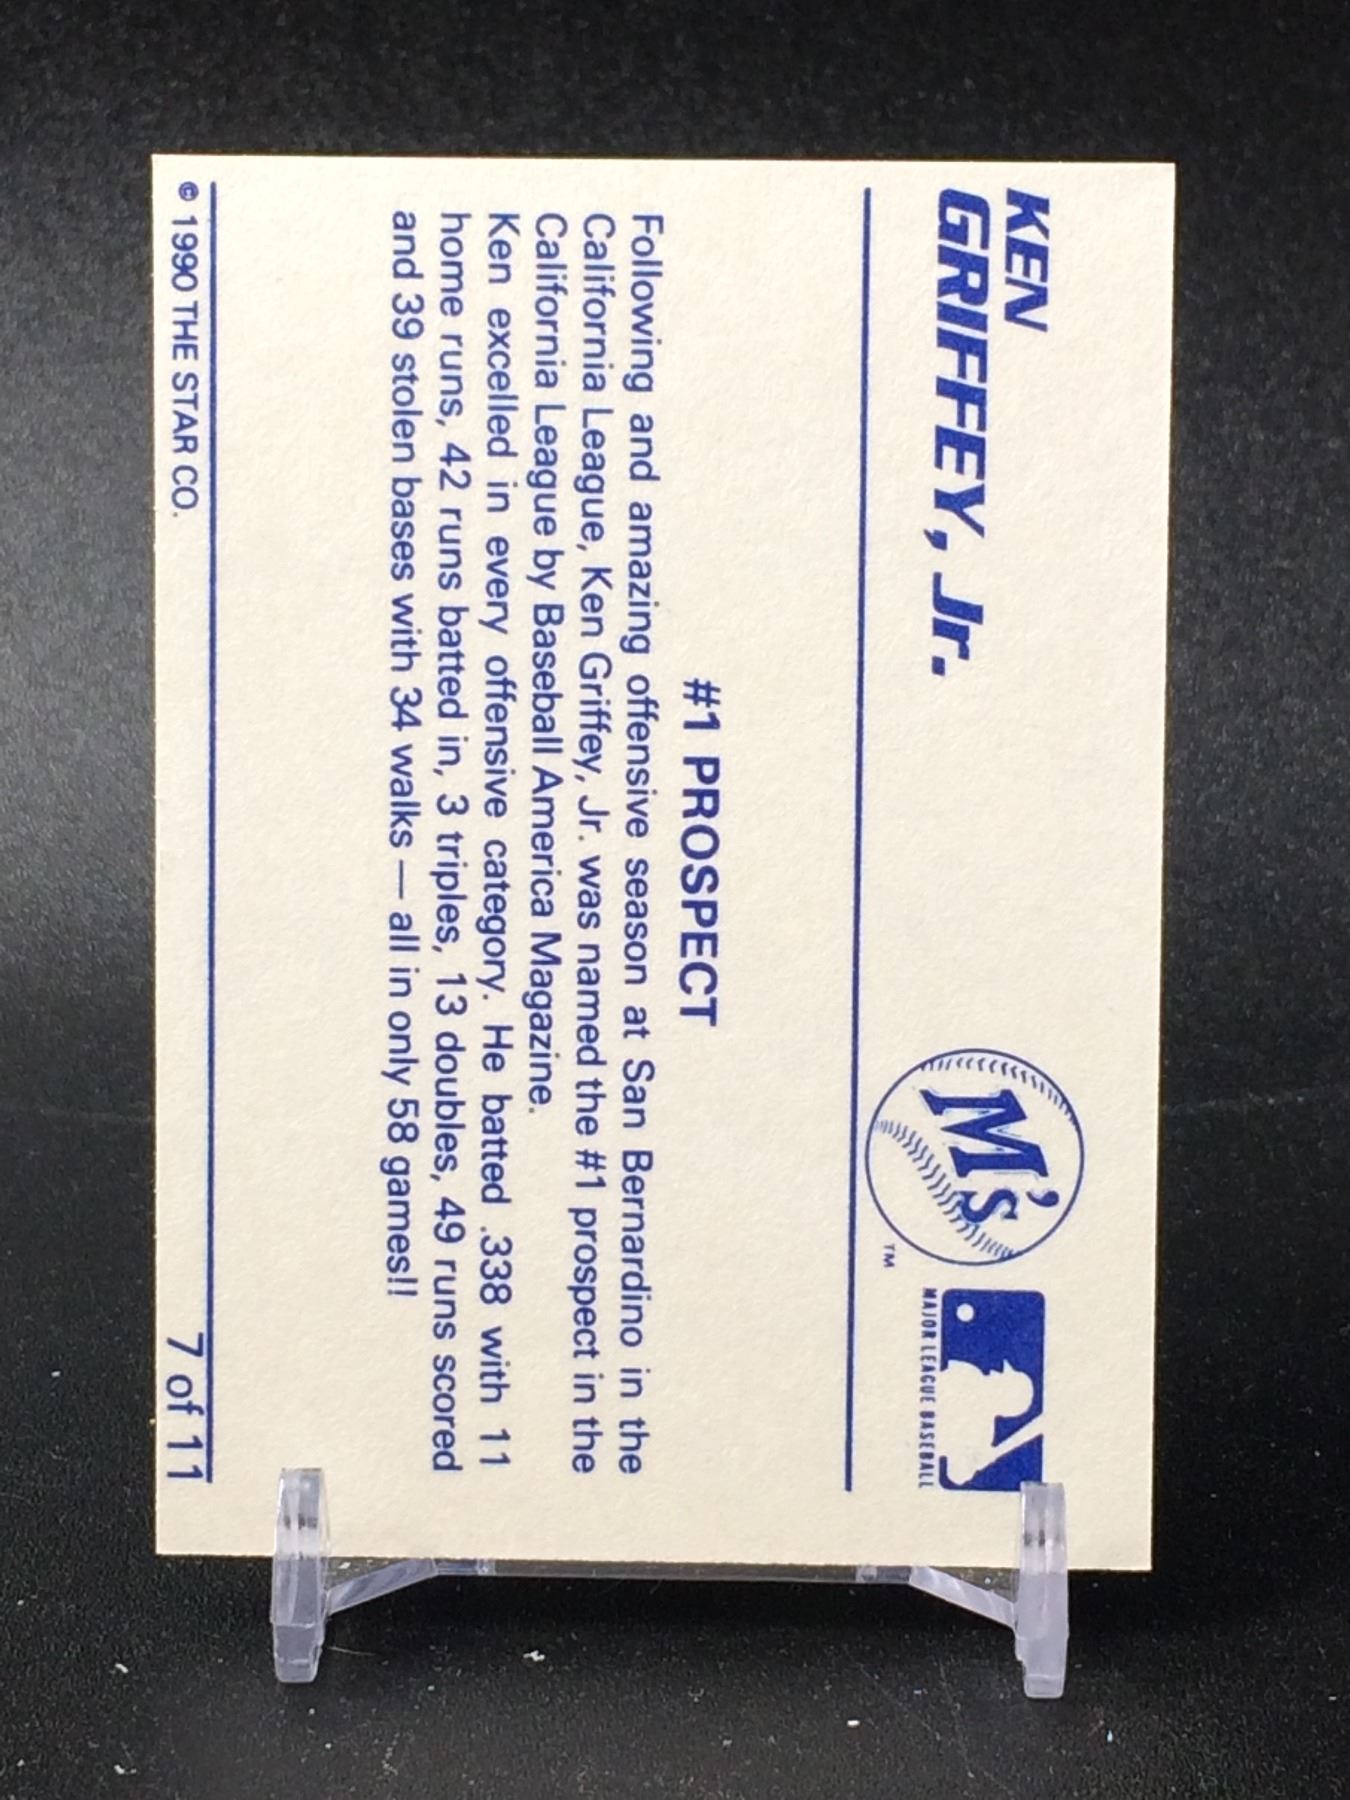 KEN
GRIFFEY, Jr.
M's
TM
MAJOR LEAGUE BASEBALL
#1 PROSPECT
Following and amazing offensive season at San Bernardino in the
California League, Ken Griffey, Jr. was named the #1 prospect in the
California League by Baseball America Magazine.
Ken excelled in every offensive category. He batted .338 with 11
home runs, 42 runs batted in, 3 triples, 13 doubles, 49 runs scored
and 39 stolen bases with 34 walks — all in only 58 games!!
© 1990 THE STAR CO.
7 of 11